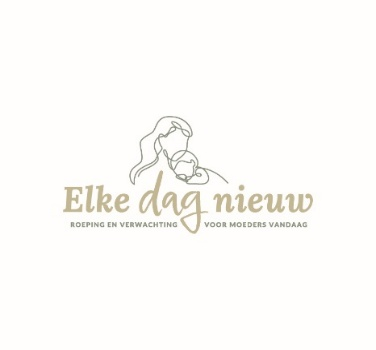 Elke dag nieuw
ROEPING EN VERWACHTING VOOR MOEDERS VANDAAG